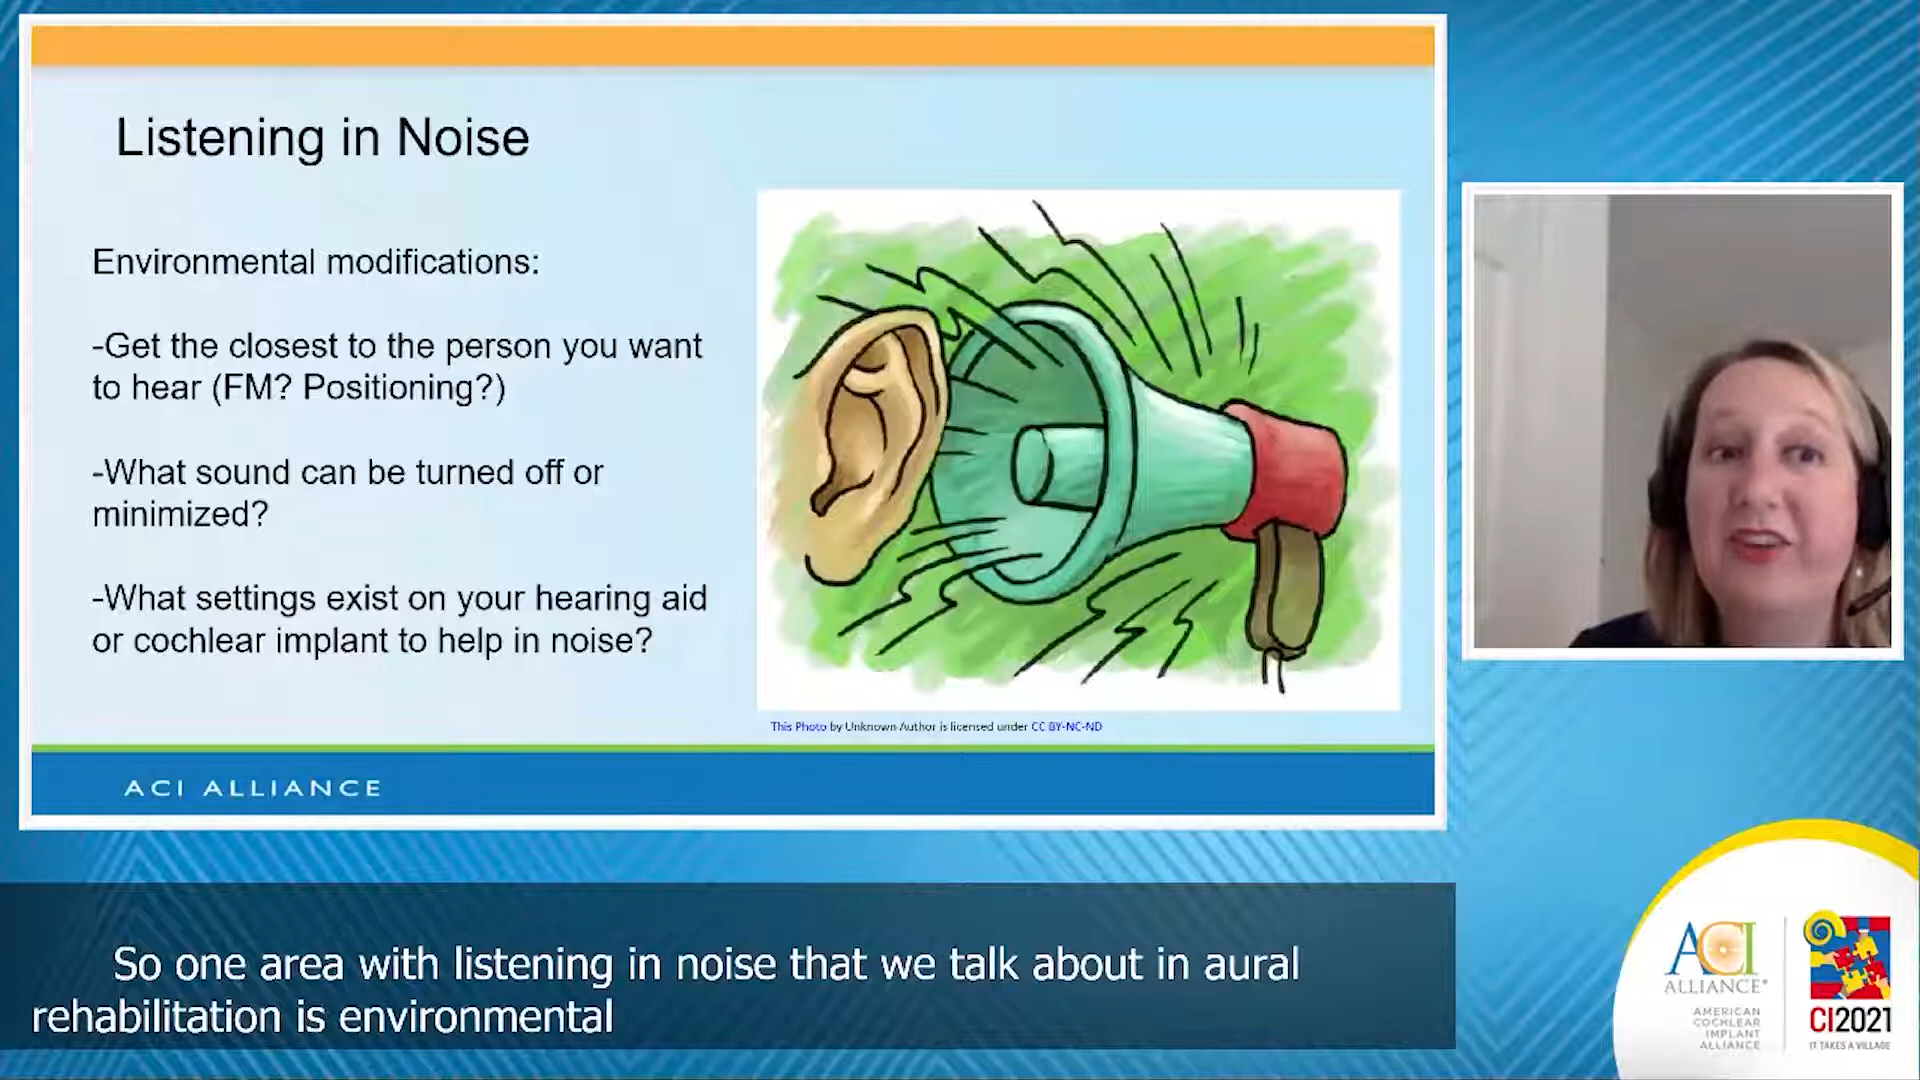 Listening in Noise
Environmental modifications:
-Get the closest to the person you want
to hear (FM? Positioning?)
-What sound can be turned off or
minimized?
-What settings exist on your hearing aid
or cochlear implant to help in noise?
This Photo by Unknown Author is licensed under CC BY-NC-ND
ACI ALLIANCE
So one area with listening in noise that we talk about in aural
rehabilitation is environmental
ACI
ALLIANCE®
AMERICAN
COCHLEAR
IMPLANT
ALLIANCE
CI2021
IT TAKES A VILLAGE